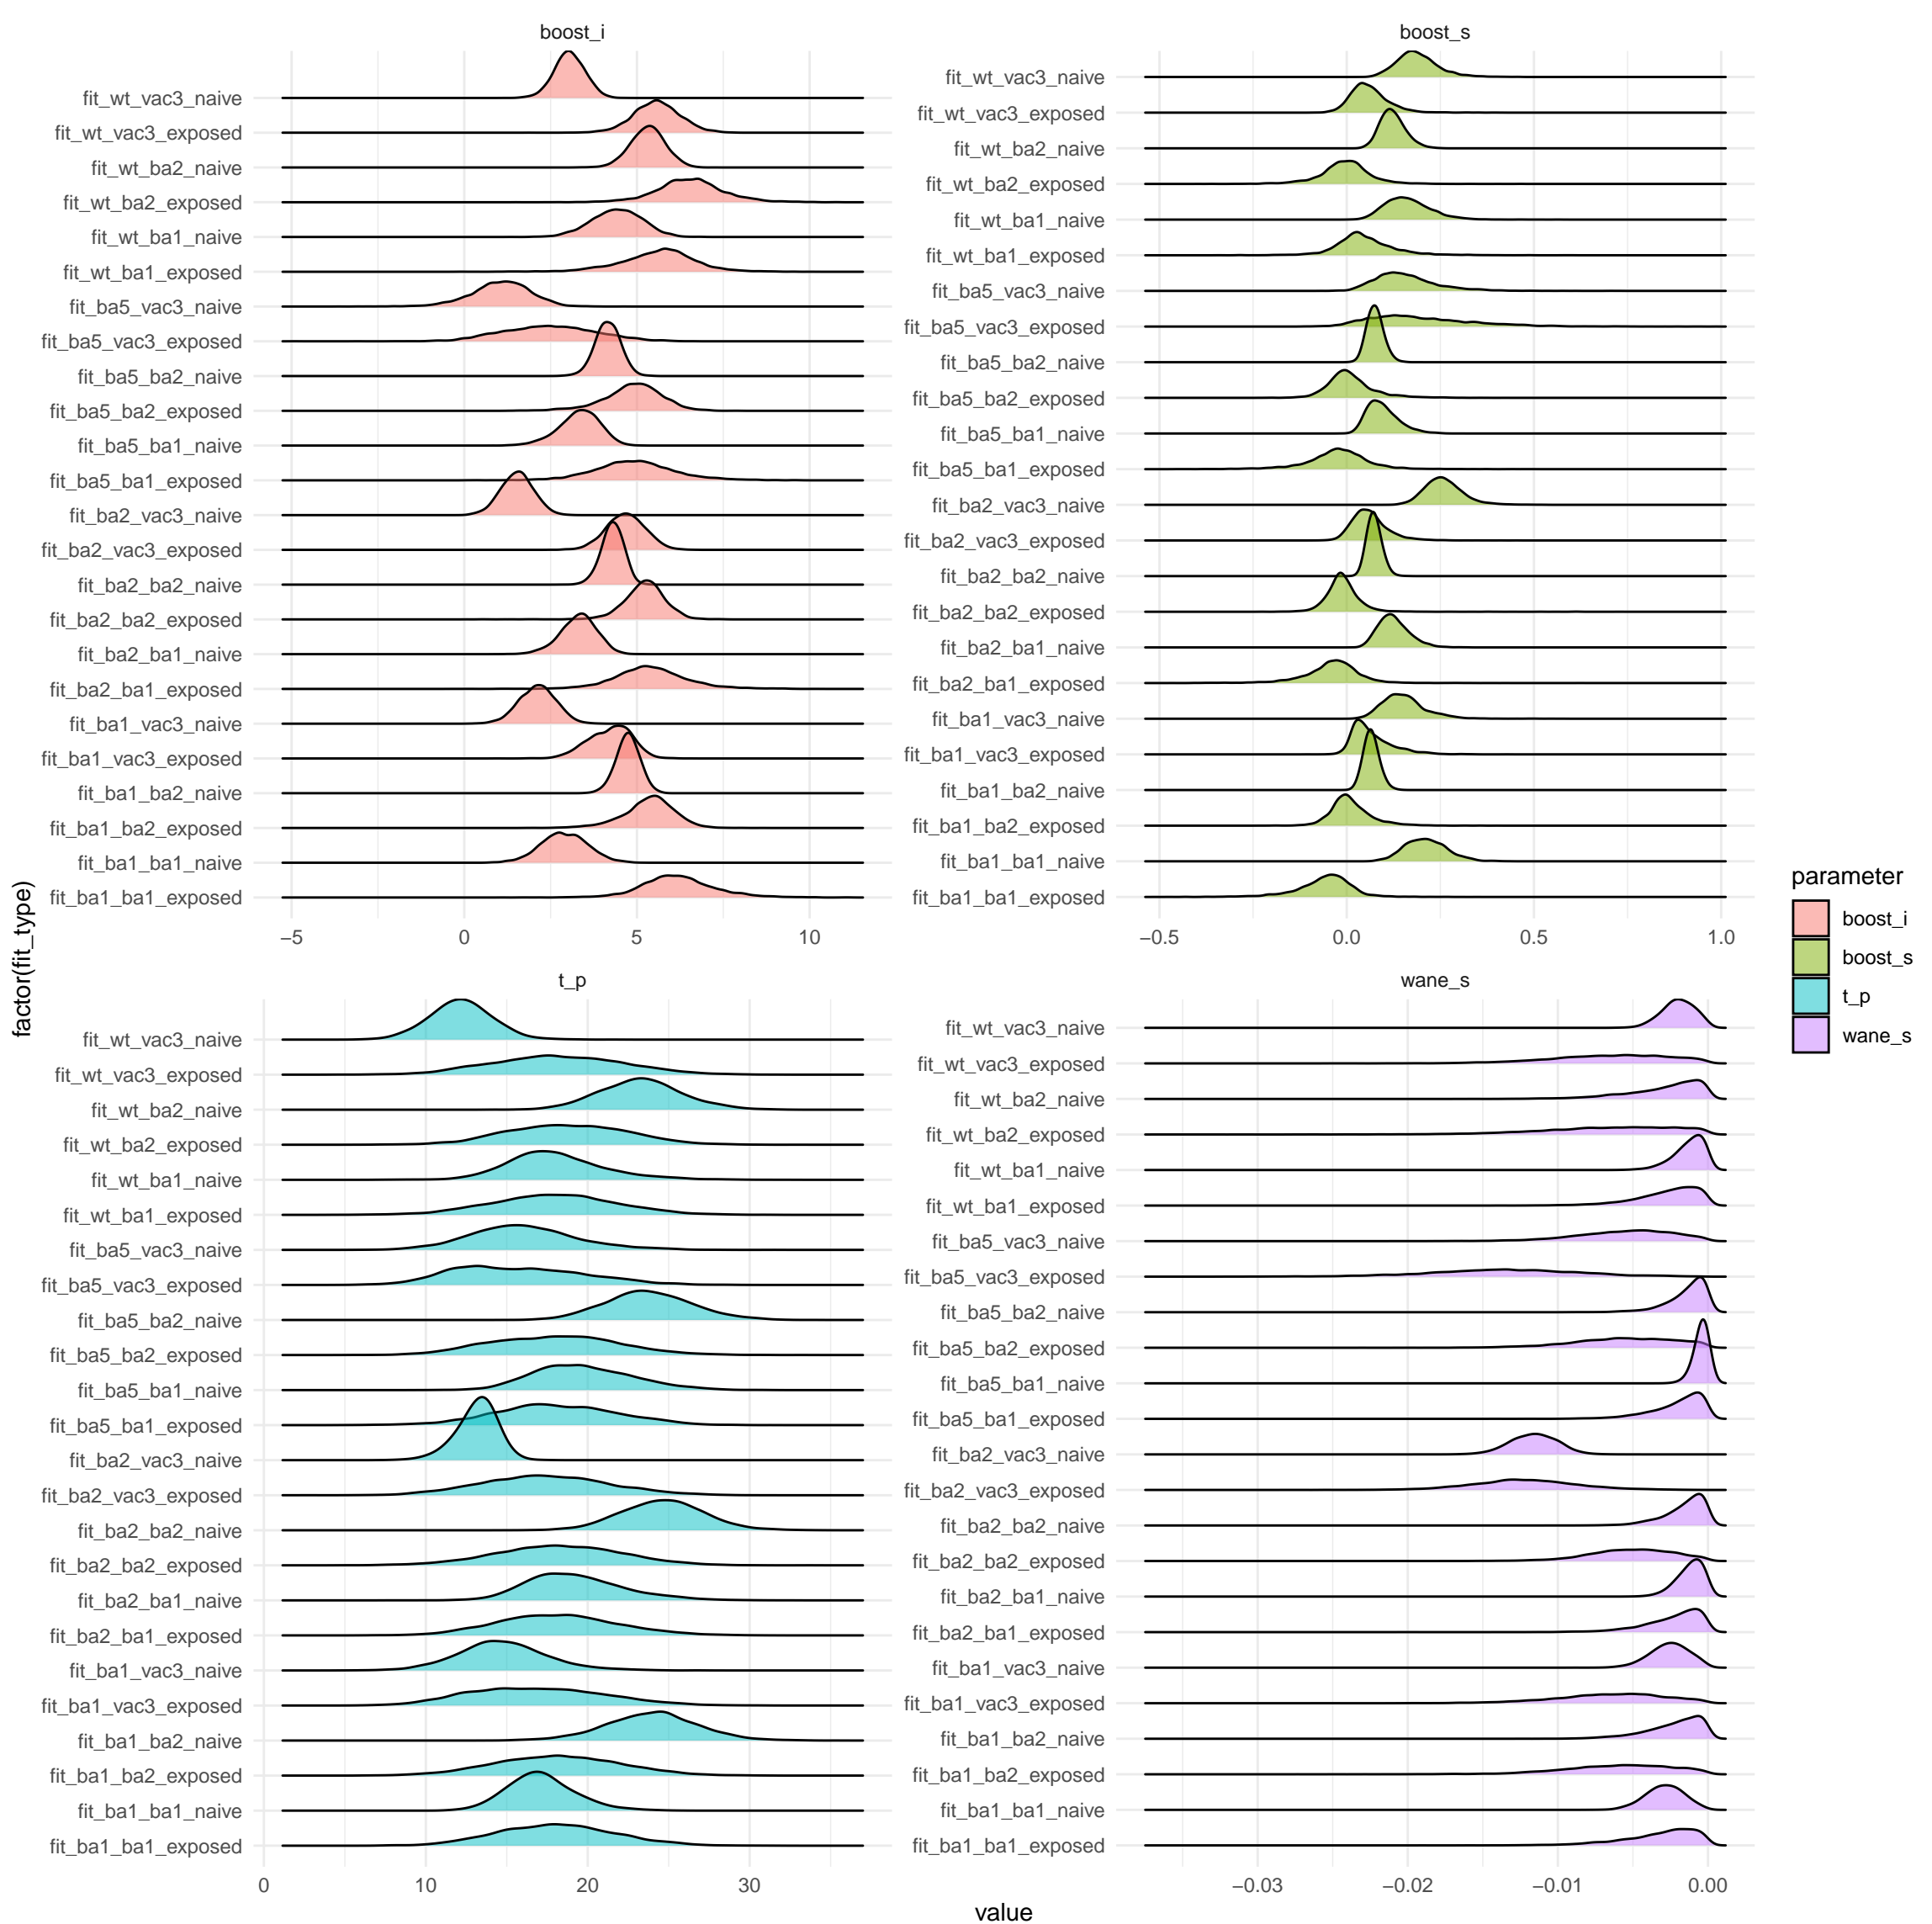 boost_i
fit_wt_vac3_naive
fit_wt_vac3_exposed
fit_wt_ba2_naive
fit_wt_ba2_exposed
fit_wt_ba1_naive
fit_wt_ba1_exposed
fit_ba5_vac3_naive
fit_ba5_vac3_exposed
fit_ba5_ba2_naive
fit_ba5_ba2_exposed
fit_ba5_ba1_naive
fit_ba5_ba1_exposed
fit_ba2_vac3_naive
fit_ba2_vac3_exposed
fit_ba2_ba2_naive
fit_ba2_ba2_exposed
fit_ba2_ba1_naive
fit_ba2_ba1_exposed
fit_ba1_vac3_naive
fit_ba1_vac3_exposed
fit_ba1_ba2_naive
fit_ba1_ba2_exposed
fit_ba1_ba1_naive
fit_ba1_ba1_exposed
−5 0 5 10
boost_s
fit_wt_vac3_naive
fit_wt_vac3_exposed
fit_wt_ba2_naive
fit_wt_ba2_exposed
fit_wt_ba1_naive
fit_wt_ba1_exposed
fit_ba5_vac3_naive
fit_ba5_vac3_exposed
fit_ba5_ba2_naive
fit_ba5_ba2_exposed
fit_ba5_ba1_naive
fit_ba5_ba1_exposed
fit_ba2_vac3_naive
fit_ba2_vac3_exposed
fit_ba2_ba2_naive
fit_ba2_ba2_exposed
fit_ba2_ba1_naive
fit_ba2_ba1_exposed
fit_ba1_vac3_naive
fit_ba1_vac3_exposed
fit_ba1_ba2_naive
fit_ba1_ba2_exposed
fit_ba1_ba1_naive
fit_ba1_ba1_exposed
−0.5 0.0 0.5 1.0
t_p
fit_wt_vac3_naive
fit_wt_vac3_exposed
fit_wt_ba2_naive
fit_wt_ba2_exposed
fit_wt_ba1_naive
fit_wt_ba1_exposed
fit_ba5_vac3_naive
fit_ba5_vac3_exposed
fit_ba5_ba2_naive
fit_ba5_ba2_exposed
fit_ba5_ba1_naive
fit_ba5_ba1_exposed
fit_ba2_vac3_naive
fit_ba2_vac3_exposed
fit_ba2_ba2_naive
fit_ba2_ba2_exposed
fit_ba2_ba1_naive
fit_ba2_ba1_exposed
fit_ba1_vac3_naive
fit_ba1_vac3_exposed
fit_ba1_ba2_naive
fit_ba1_ba2_exposed
fit_ba1_ba1_naive
fit_ba1_ba1_exposed
0 10 20 30
wane_s
fit_wt_vac3_naive
fit_wt_vac3_exposed
fit_wt_ba2_naive
fit_wt_ba2_exposed
fit_wt_ba1_naive
fit_wt_ba1_exposed
fit_ba5_vac3_naive
fit_ba5_vac3_exposed
fit_ba5_ba2_naive
fit_ba5_ba2_exposed
fit_ba5_ba1_naive
fit_ba5_ba1_exposed
fit_ba2_vac3_naive
fit_ba2_vac3_exposed
fit_ba2_ba2_naive
fit_ba2_ba2_exposed
fit_ba2_ba1_naive
fit_ba2_ba1_exposed
fit_ba1_vac3_naive
fit_ba1_vac3_exposed
fit_ba1_ba2_naive
fit_ba1_ba2_exposed
fit_ba1_ba1_naive
fit_ba1_ba1_exposed
−0.03 −0.02 −0.01 0.00
value
factor(fit_type)
parameter
boost_i
boost_s
t_p
wane_s